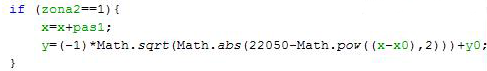 if (zona2==1){
x=x+pas1;
y=(-1)*Math.sqrt(Math.abs(22050-Math.pow((x-x0),2)))+y0;
}